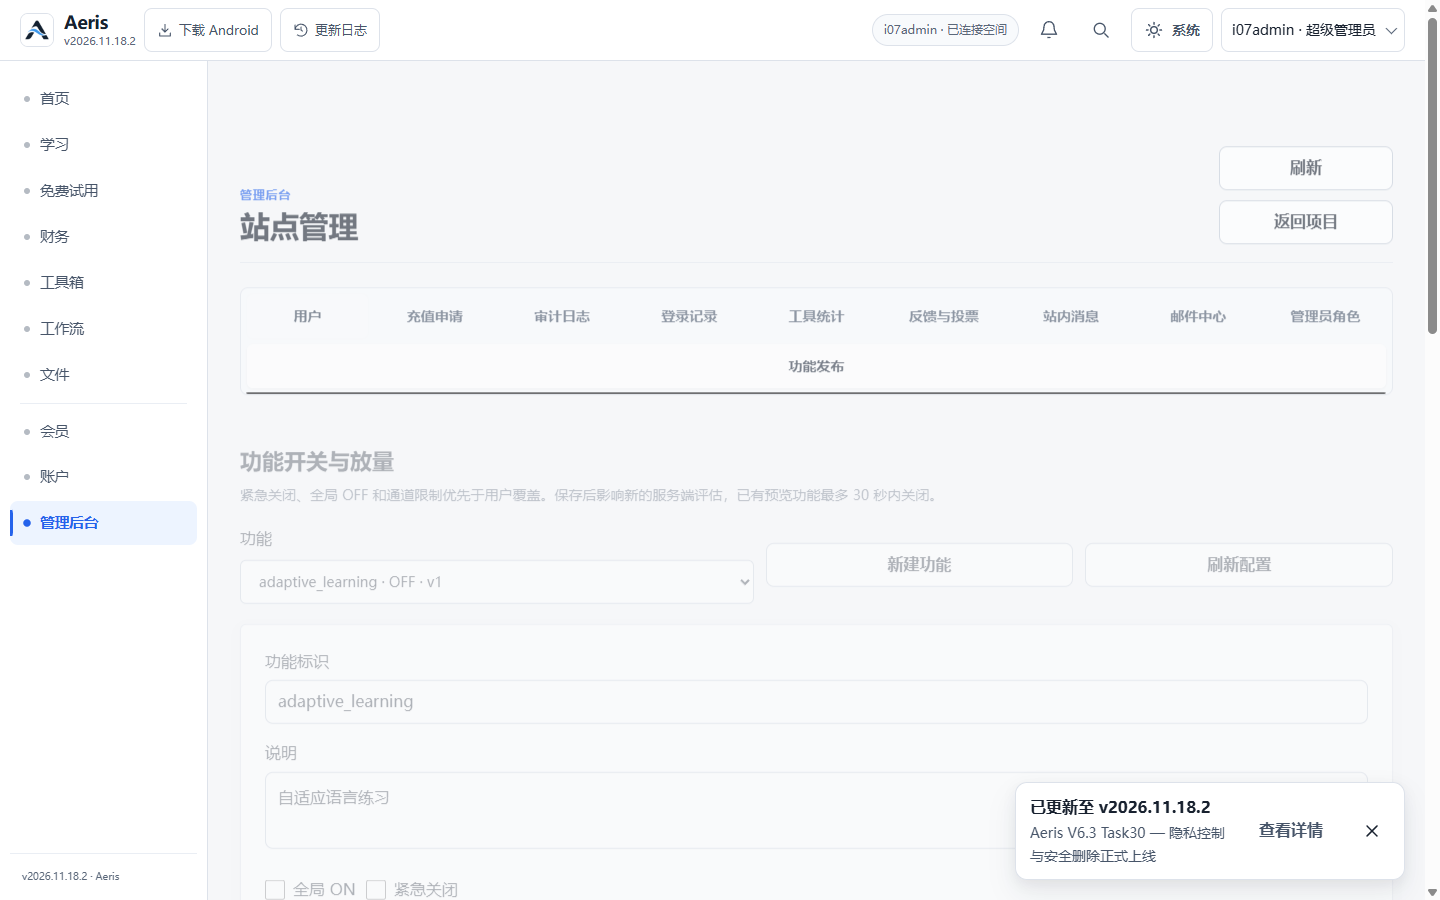 Aeris
v2026.11.18.2
下载 Android
更新日志
i07admin · 已连接空间
系统
i07admin · 超级管理员
首页
学习
免费试用
财务
工具箱
工作流
文件
会员
账户
管理后台
v2026.11.18.2 · Aeris
管理后台
站点管理
刷新
返回项目
用户
充值申请
审计日志
登录记录
工具统计
反馈与投票
站内消息
邮件中心
管理员角色
功能发布
功能开关与放量
紧急关闭、全局 OFF 和通道限制优先于用户覆盖。保存后影响新的服务端评估，已有预览功能最多 30 秒内关闭。
功能
adaptive_learning · OFF · v1
新建功能
刷新配置
功能标识
adaptive_learning
说明
自适应语言练习
全局 ON
紧急关闭
已更新至 v2026.11.18.2
Aeris V6.3 Task30 — 隐私控制
与安全删除正式上线
查看详情